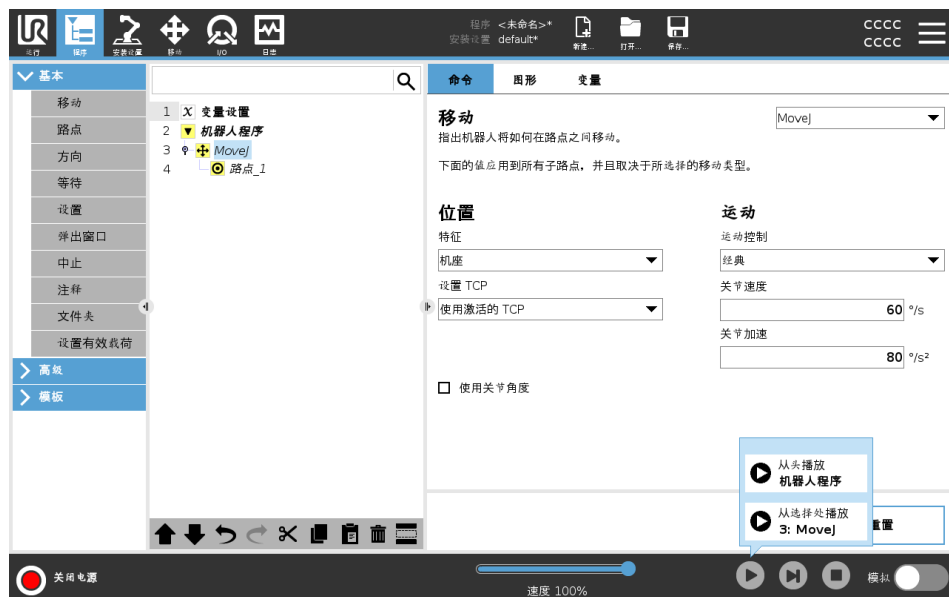 UR
运行
程序
安装设置
移动
I/O
日志
程序 <未命名>*
安装设置 default*
新建...
打开...
保存...
cccc
cccc
基本
移动
路点
方向
等待
设置
弹出窗口
中止
注释
文件夹
设置有效载荷
高级
模板
1 X 变量设置
2 机器人程序
3 MoveJ
4 路点_1
命令 图形 变量
移动
MoveJ
指出机器人将如何在路点之间移动。
下面的值应用到所有子路点，并且取决于所选择的移动类型。
位置
特征
机座
设置 TCP
使用激活的 TCP
使用关节角度
运动
运动控制
经典
关节速度
60 °/s
关节加速
80 °/s²
从头播放
机器人程序
从选择处播放
3: MoveJ
重置
关闭电源
速度 100%
模拟